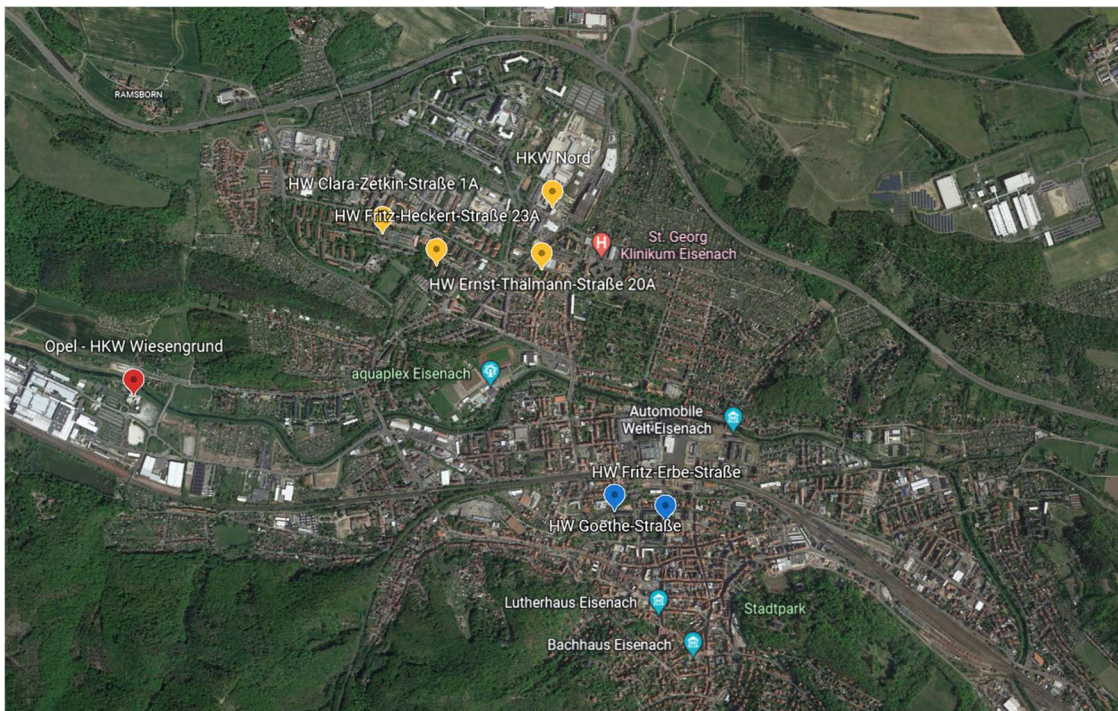 RAMSBORN
HKW Nord
HW Clara-Zetkin-Straße 1A
HW Fritz-Heckert-Straße 23A
St. Georg
Klinikum Eisenach
HW Ernst-Thälmann-Straße 20A
Opel - HKW Wiesengrund
aquaplex Eisenach
Automobile
Welt Eisenach
HW Fritz-Erbe-Straße
HW Goethe-Straße
Lutherhaus Eisenach
Stadtpark
Bachhaus Eisenach